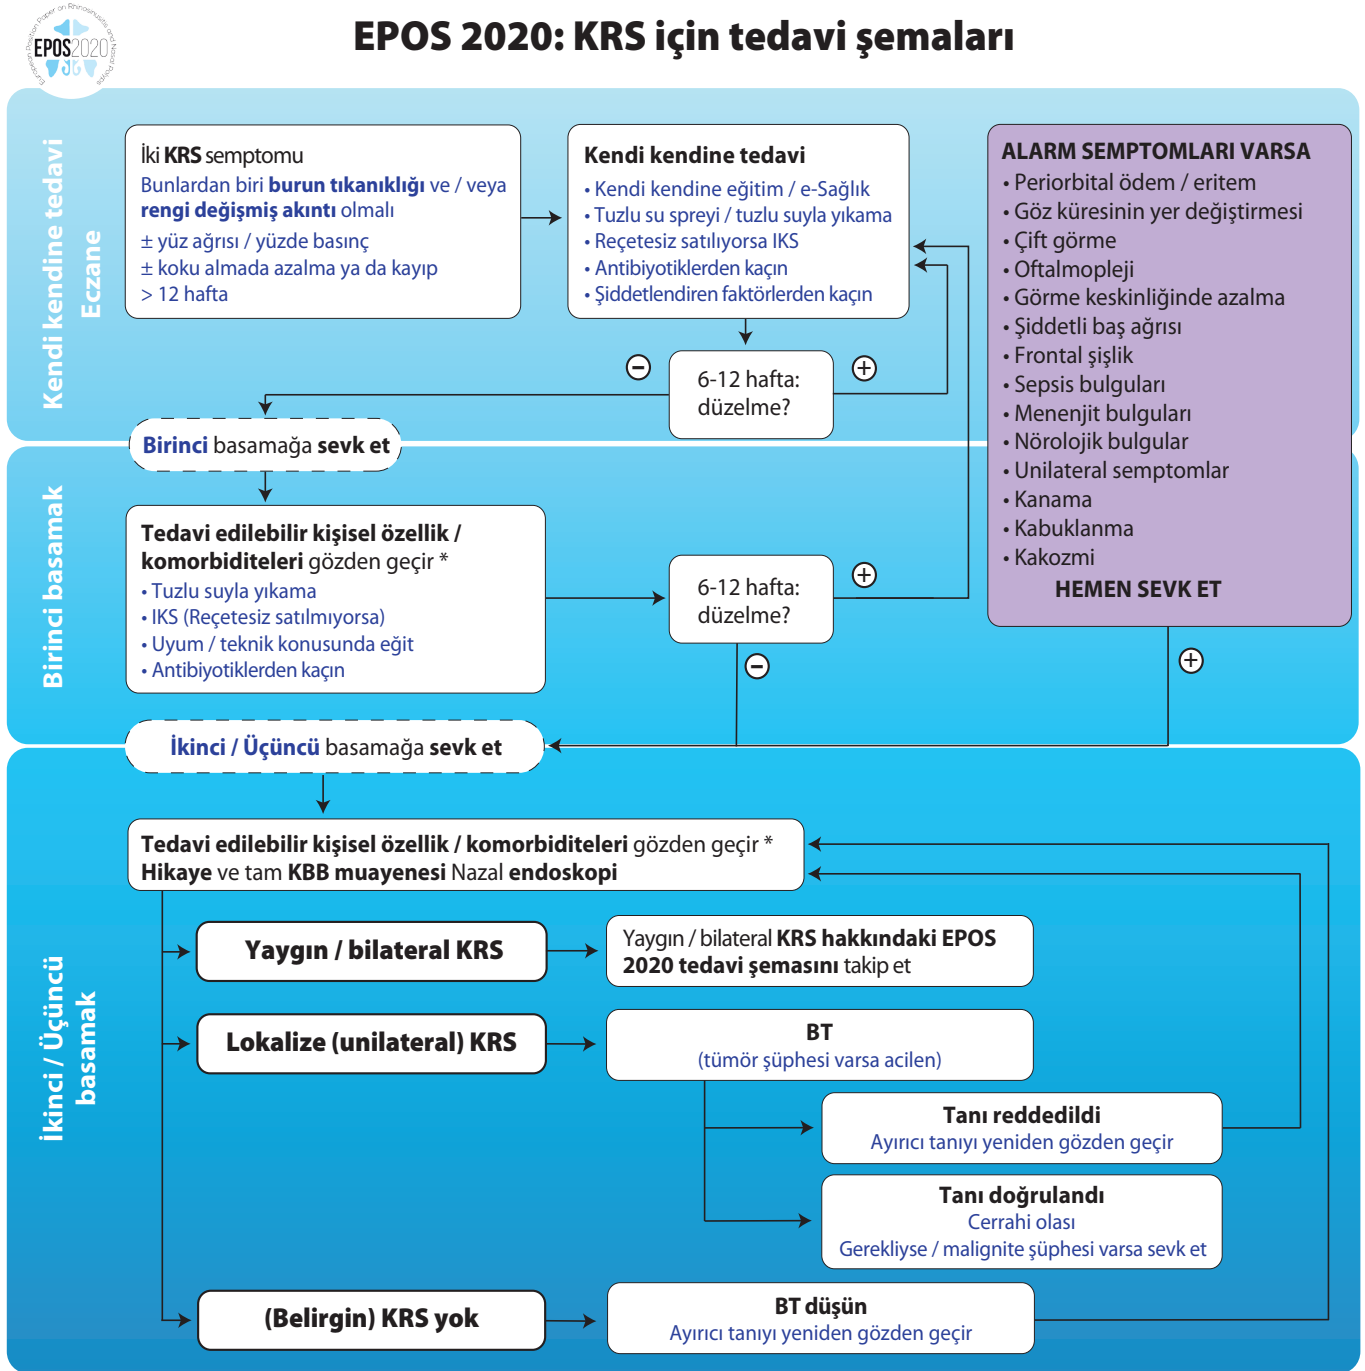 European Position Paper on Rhinosinusitis and Nasal Polyps
EPOS2020
EPOS 2020: KRS için tedavi şemaları
Kendi kendine tedavi
Eczane
İki KRS semptomu
Bunlardan biri burun tıkanıklığı ve / veya
rengi değişmiş akıntı olmalı
± yüz ağrısı / yüzde basınç
± koku almada azalma ya da kayıp
> 12 hafta
Kendi kendine tedavi
• Kendi kendine eğitim / e-Sağlık
• Tuzlu su spreyi / tuzlu suyla yıkama
• Reçetesiz satılıyorsa IKS
• Antibiyotiklerden kaçın
• Şiddetlendiren faktörlerden kaçın
6-12 hafta:
düzelme?
−
+
ALARM SEMPTOMLARI VARSA
• Periorbital ödem / eritem
• Göz küresinin yer değiştirmesi
• Çift görme
• Oftalmopleji
• Görme keskinliğinde azalma
• Şiddetli baş ağrısı
• Frontal şişlik
• Sepsis bulguları
• Menenjit bulguları
• Nörolojik bulgular
• Unilateral semptomlar
• Kanama
• Kabuklanma
• Kakozmi
HEMEN SEVK ET
+
Birinci basamağa sevk et
Birinci basamak
Tedavi edilebilir kişisel özellik /
komorbiditeleri gözden geçir *
• Tuzlu suyla yıkama
• IKS (Reçetesiz satılmıyorsa)
• Uyum / teknik konusunda eğit
• Antibiyotiklerden kaçın
6-12 hafta:
düzelme?
+
−
İkinci / Üçüncü basamağa sevk et
İkinci / Üçüncü
basamak
Tedavi edilebilir kişisel özellik / komorbiditeleri gözden geçir *
Hikaye ve tam KBB muayenesi Nazal endoskopi
Yaygın / bilateral KRS
Yaygın / bilateral KRS hakkındaki EPOS
2020 tedavi şemasını takip et
Lokalize (unilateral) KRS
BT
(tümör şüphesi varsa acilen)
Tanı reddedildi
Ayırıcı tanıyı yeniden gözden geçir
Tanı doğrulandı
Cerrahi olası
Gerekliyse / malignite şüphesi varsa sevk et
(Belirgin) KRS yok
BT düşün
Ayırıcı tanıyı yeniden gözden geçir